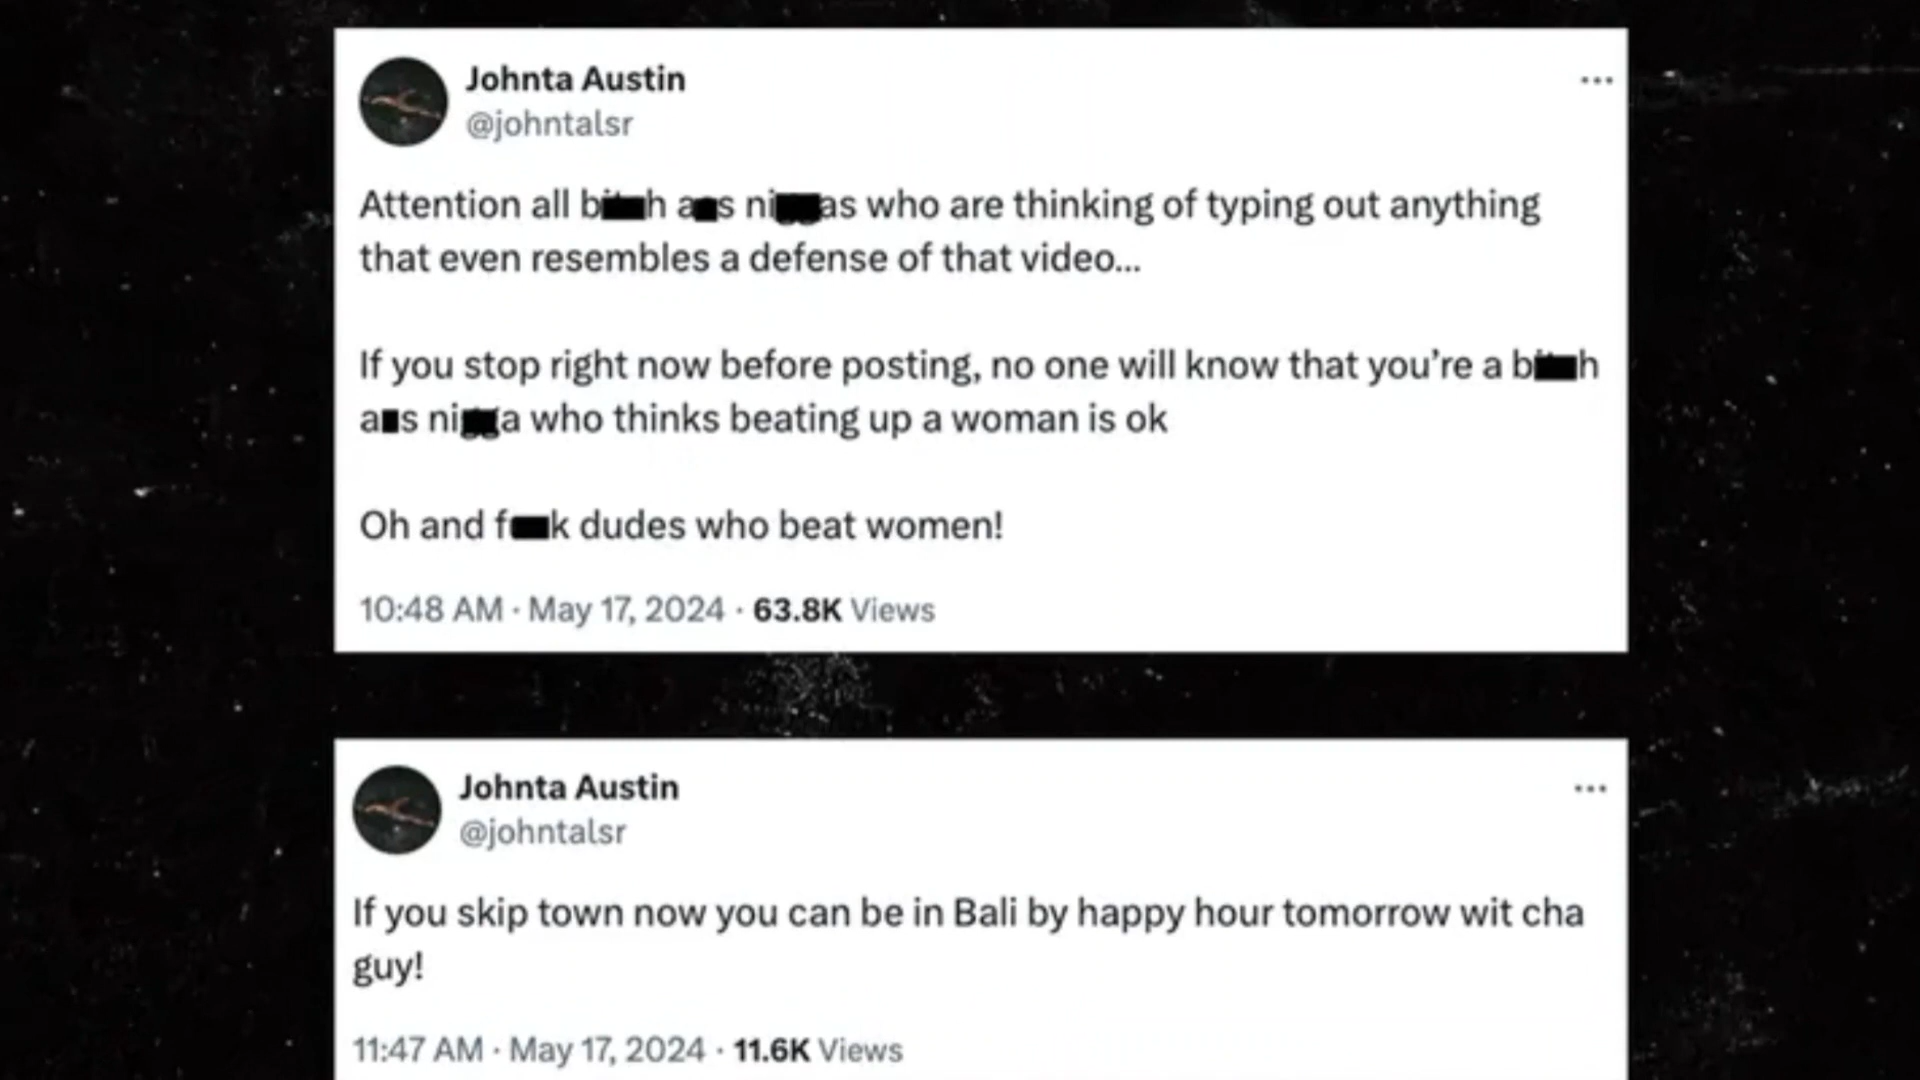 Johnta Austin
@johntalsr
Attention all b h a s ni as who are thinking of typing out anything
that even resembles a defense of that video...
If you stop right now before posting, no one will know that you’re a b h
a s ni a who thinks beating up a woman is ok
Oh and f k dudes who beat women!
10:48 AM · May 17, 2024 · 63.8K Views
Johnta Austin
@johntalsr
If you skip town now you can be in Bali by happy hour tomorrow wit cha
guy!
11:47 AM · May 17, 2024 · 11.6K Views